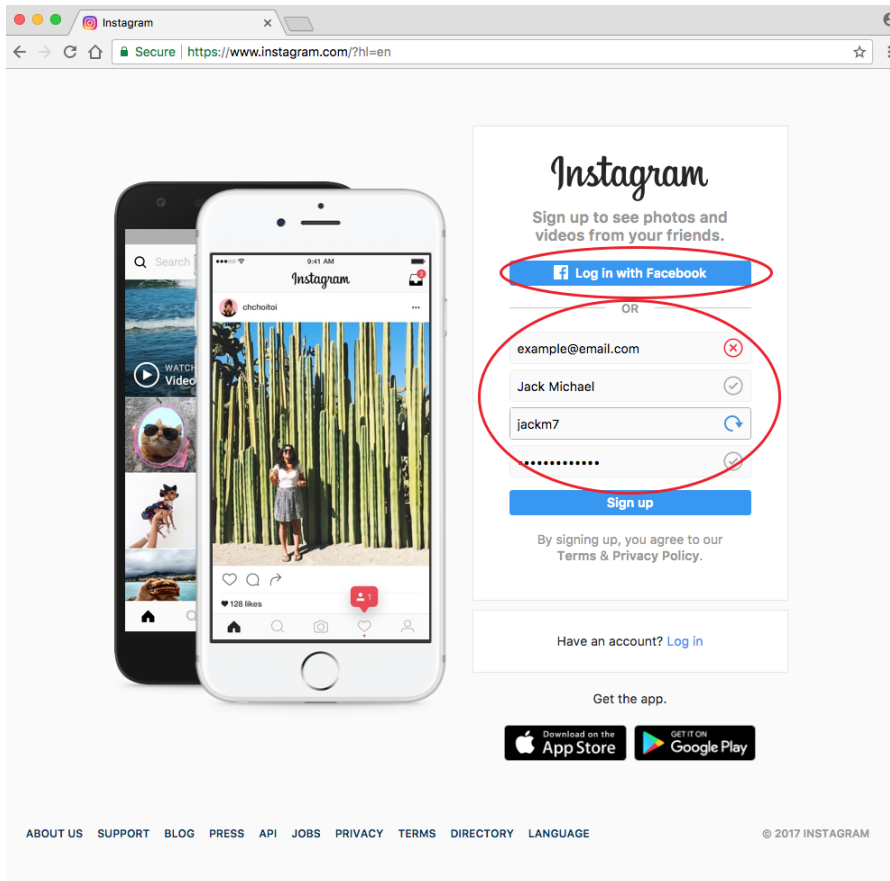 Instagram
Secure | https://www.instagram.com/?hl=en
Instagram
Sign up to see photos and
videos from your friends.
Log in with Facebook
OR
example@email.com
Jack Michael
jackm7
•••••••••••••
Sign up
By signing up, you agree to our
Terms & Privacy Policy.
Have an account? Log in
Get the app.
Download on the
App Store
GET IT ON
Google Play
Search
WATCH
Video
9:41 AM
Instagram
2
chchoitoi
128 likes
1
ABOUT US SUPPORT BLOG PRESS API JOBS PRIVACY TERMS DIRECTORY LANGUAGE
© 2017 INSTAGRAM